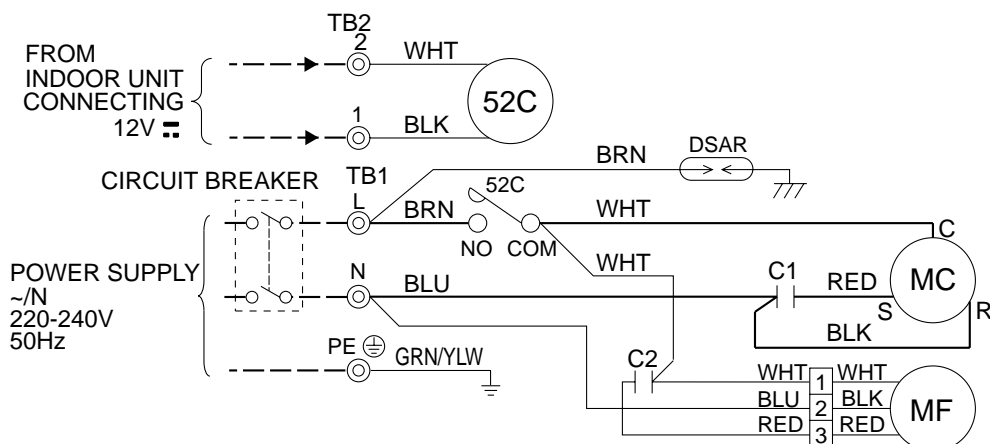 FROM
INDOOR UNIT
CONNECTING
12V
TB2
2
WHT
52C
1
BLK
CIRCUIT BREAKER
TB1
L
BRN
DSAR
BRN
52C
NO COM
WHT
C
MC
S
R
POWER SUPPLY
~/N
220-240V
50Hz
N
BLU
WHT
C1
RED
BLK
PE
GRN/YLW
C2
WHT 1 WHT
BLU 2 BLK
RED 3 RED
MF